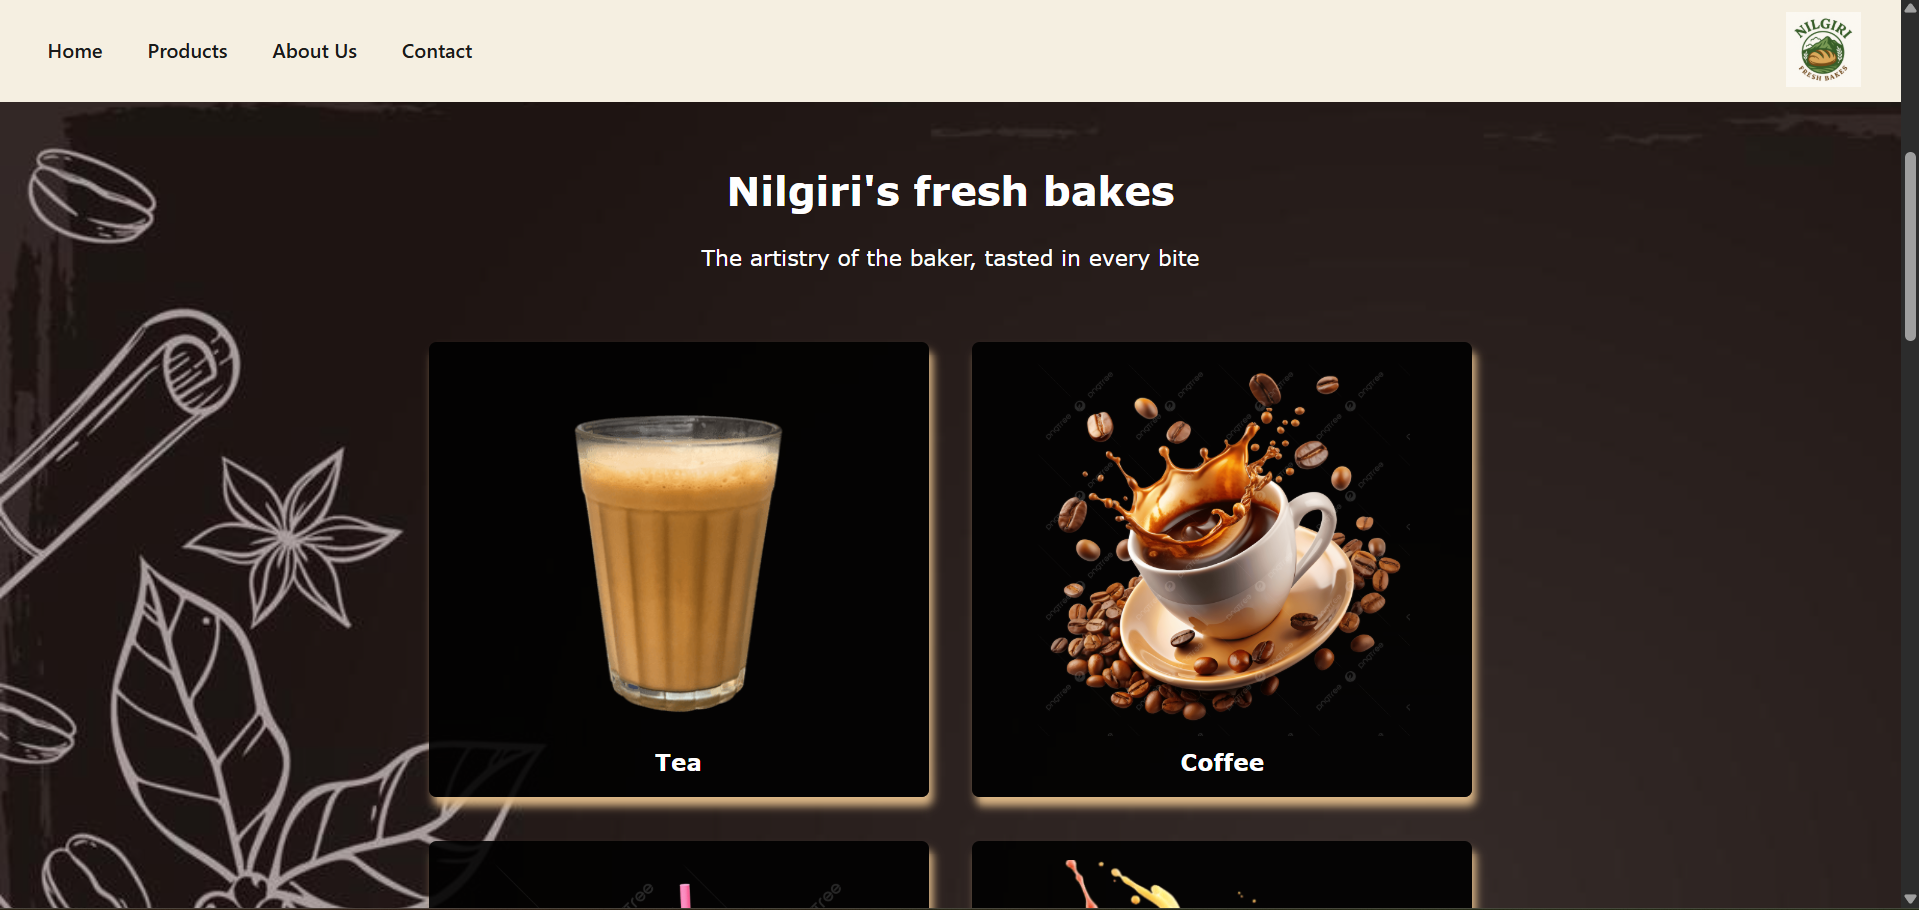 Home Products About Us Contact
NILGIRI
FRESH BAKES
Nilgiri's fresh bakes
The artistry of the baker, tasted in every bite
pngtree
Tea
Coffee